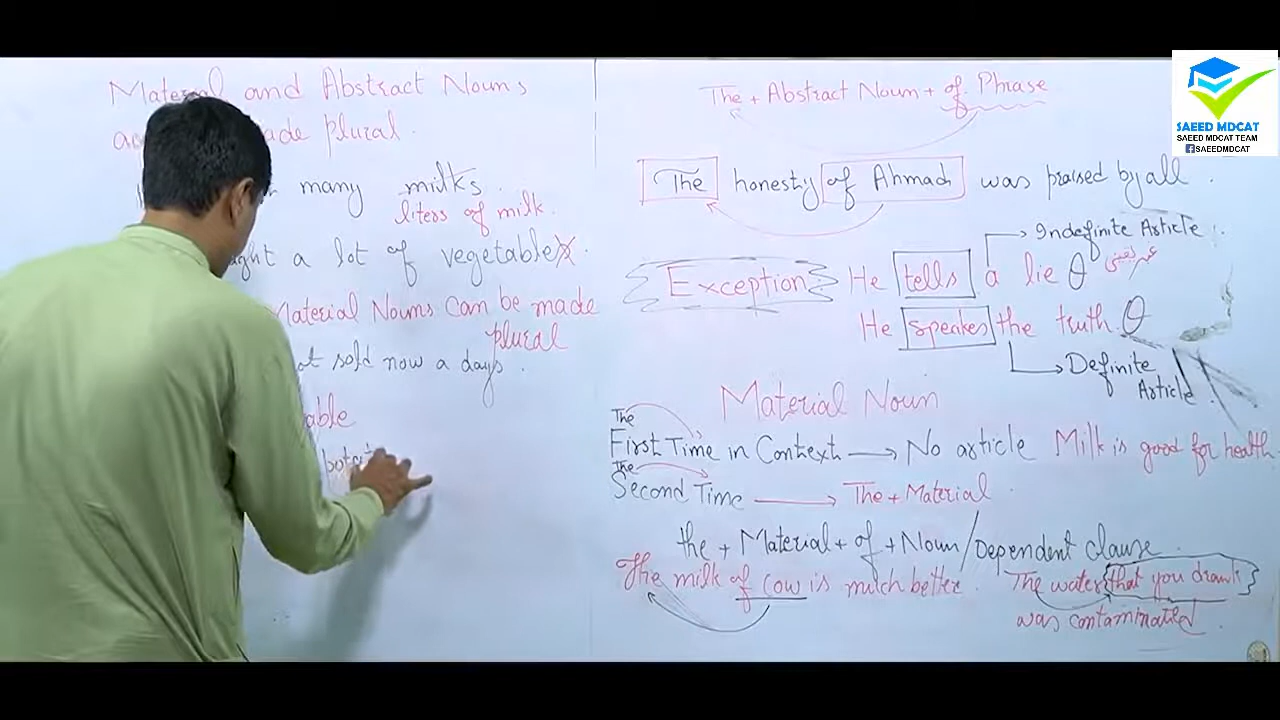 Material and Abstract Nouns
made plural.
many milks.
liters of milk.
a lot of vegetables.
Material Nouns can be made
plural
sold now a days.
The + Abstract Noun + of Phrase
The honesty of Ahmad was praised by all.
Indefinite Article
Exception He tells a lie
He speakes the truth.
Definite
Article.
Material Noun
The
First Time in Context → No article Milk is good for health.
The
Second Time → The + Material.
the + Material + of + Noun/Dependent clause.
The milk of cow is much better. The water {that you drank}
was contaminated.
SAEED MDCAT
SAEED MDCAT TEAM
SAEEDMDCAT